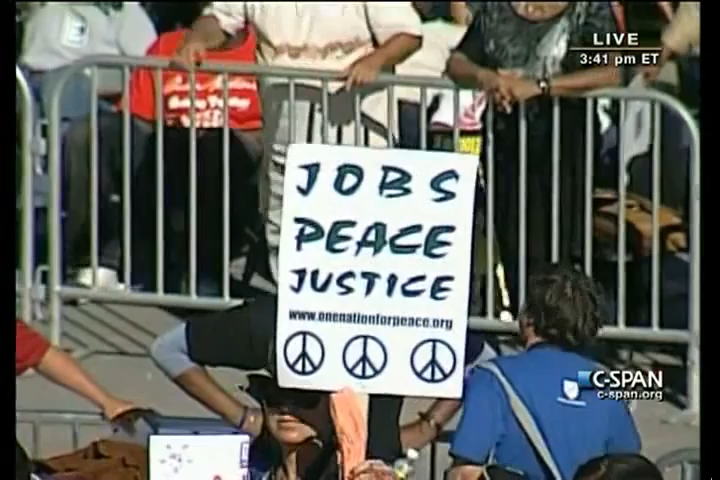 LIVE
3:41 pm ET
JOBS
PEACE
JUSTICE
www.onenationforpeace.org
C-SPAN
c-span.org